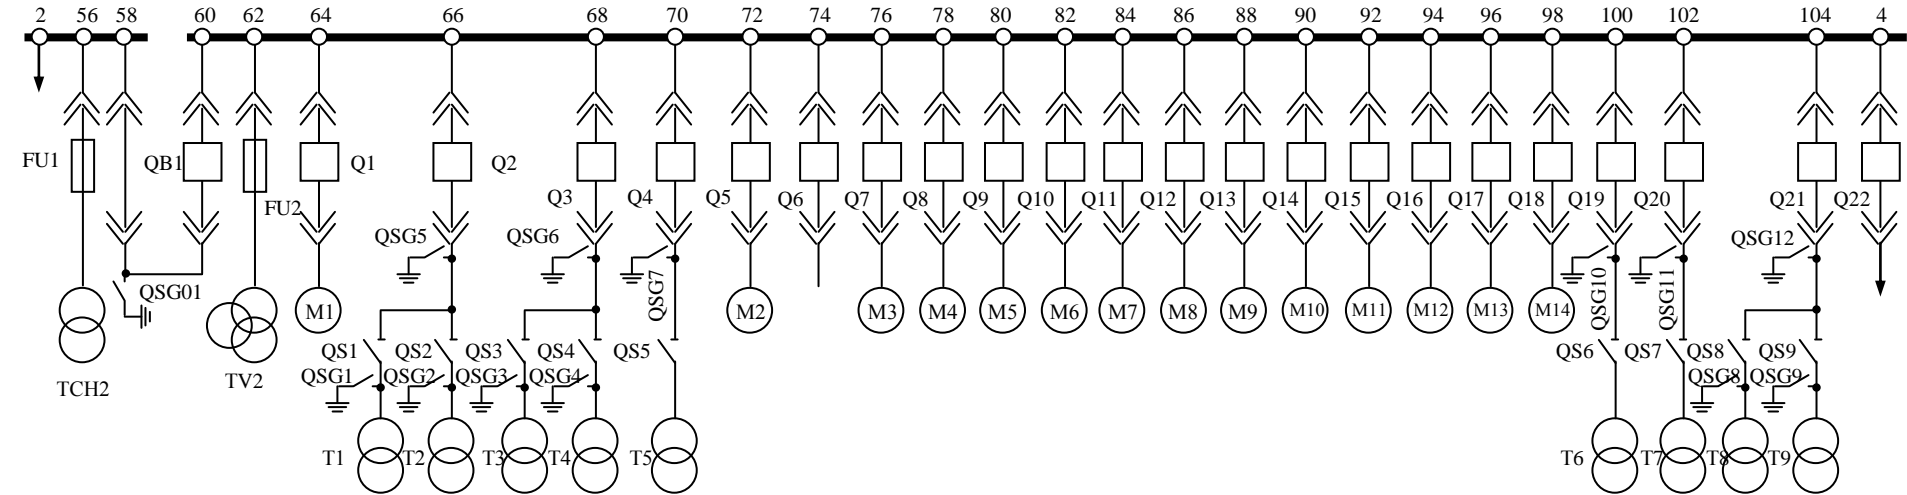 2 56 58 60 62 64 66 68 70 72 74 76 78 80 82 84 86 88 90 92 94 96 98 100 102 104 4
FU1 QB1 Q1 Q2
FU2 Q3 Q4 Q5 Q6 Q7 Q8 Q9 Q10 Q11 Q12 Q13 Q14 Q15 Q16 Q17 Q18 Q19 Q20 Q21 Q22
QSG5 QSG6 QSG12
QSG01 QSG7 QSG10 QSG11
M1 M2 M3 M4 M5 M6 M7 M8 M9 M10 M11 M12 M13 M14
QS1 QS2 QS3 QS4 QS5 QS6 QS7 QS8 QS9
QSG1 QSG2 QSG3 QSG4 QSG8 QSG9
TCH2 TV2
T1 T2 T3 T4 T5 T6 T7 T8 T9